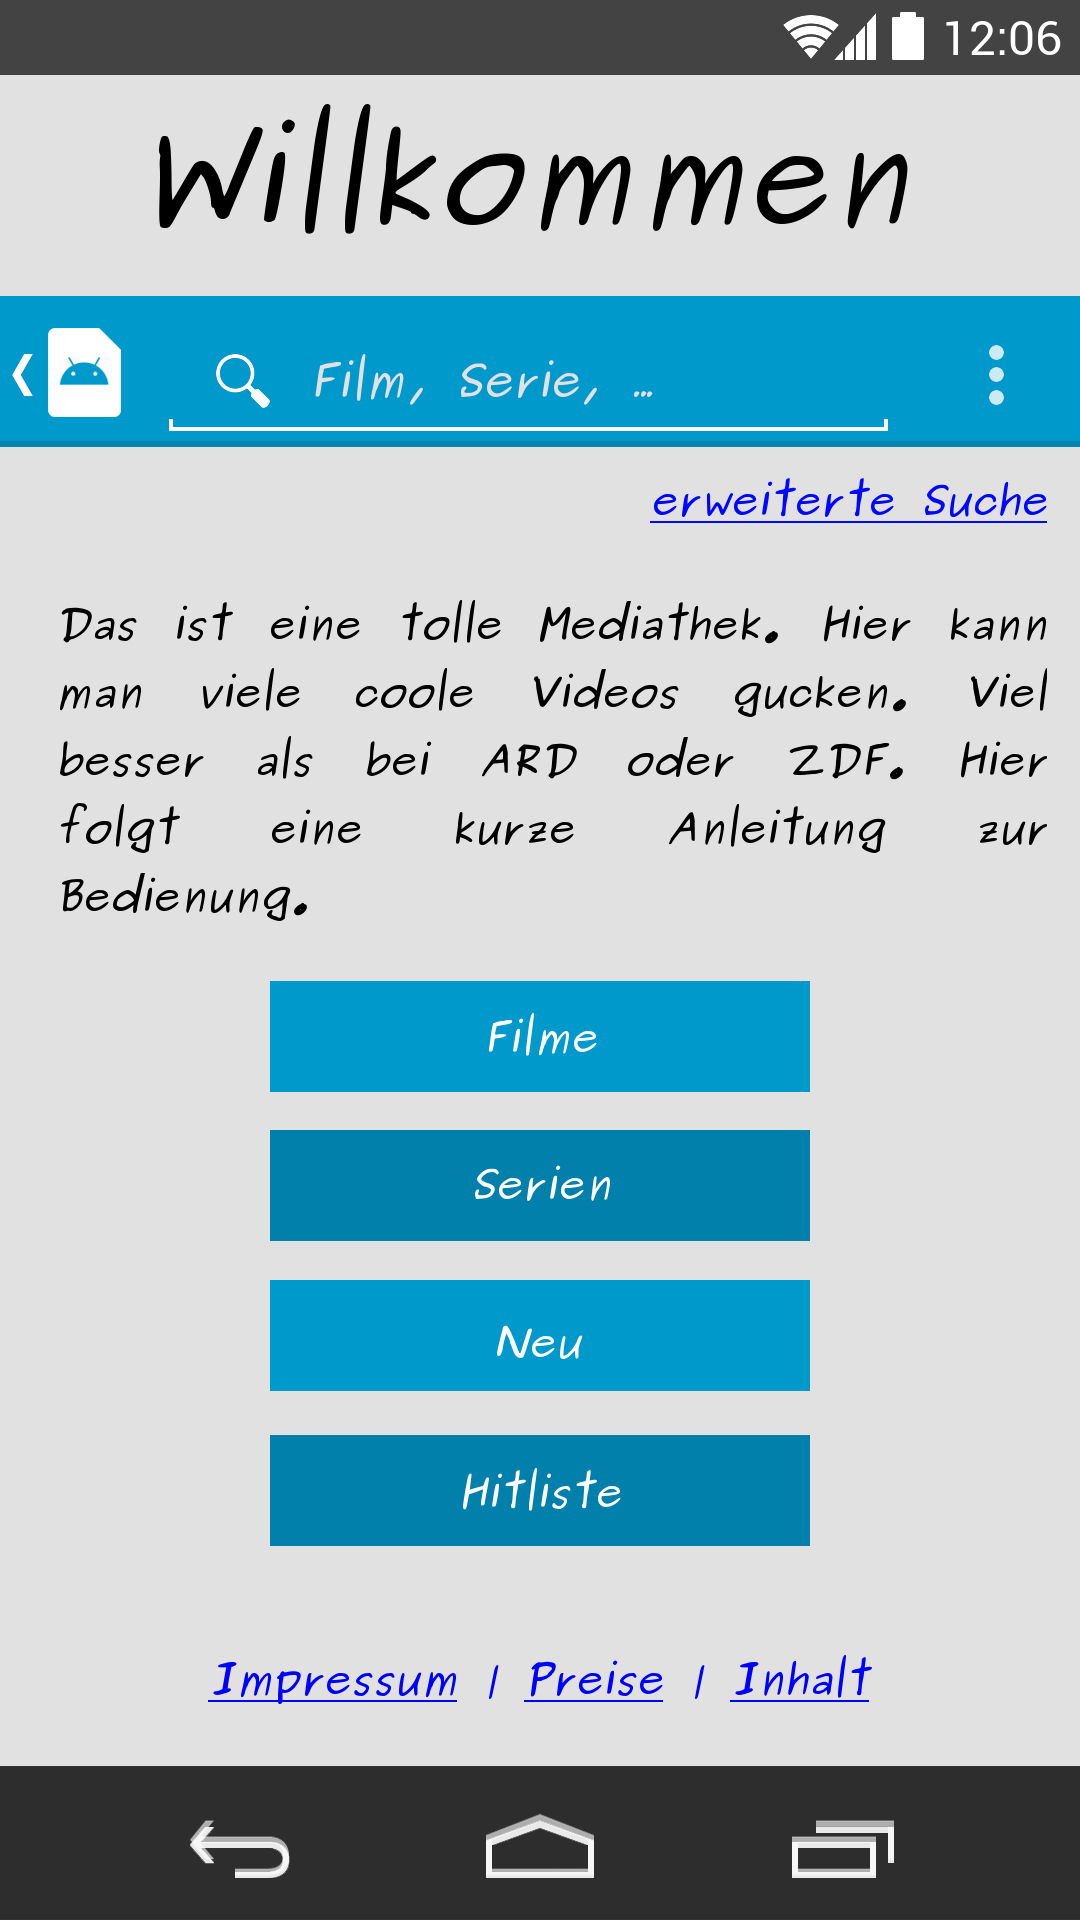 12:06
Willkommen
Film, Serie, ...
erweiterte Suche
Das ist eine tolle Mediathek. Hier kann
man viele coole Videos gucken. Viel
besser als bei ARD oder ZDF. Hier
folgt eine kurze Anleitung zur
Bedienung.
Filme
Serien
Neu
Hitliste
Impressum | Preise | Inhalt